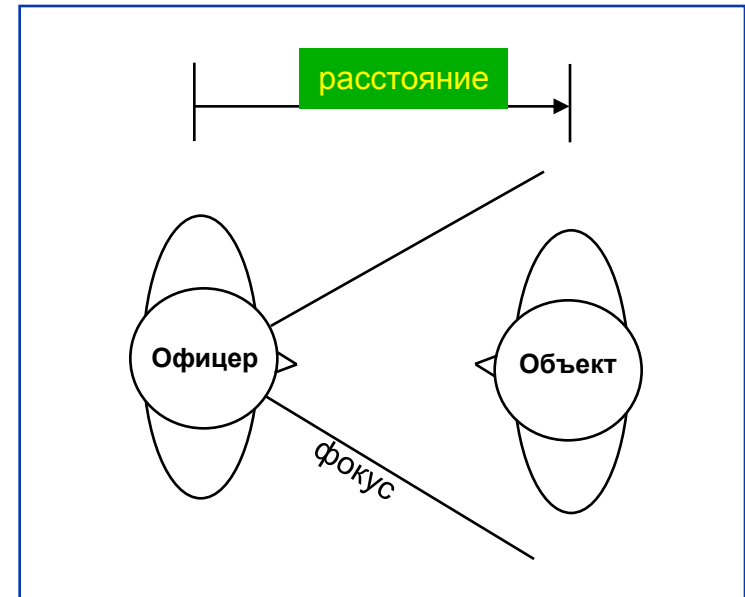 расстояние
Офицер
Объект
фокус